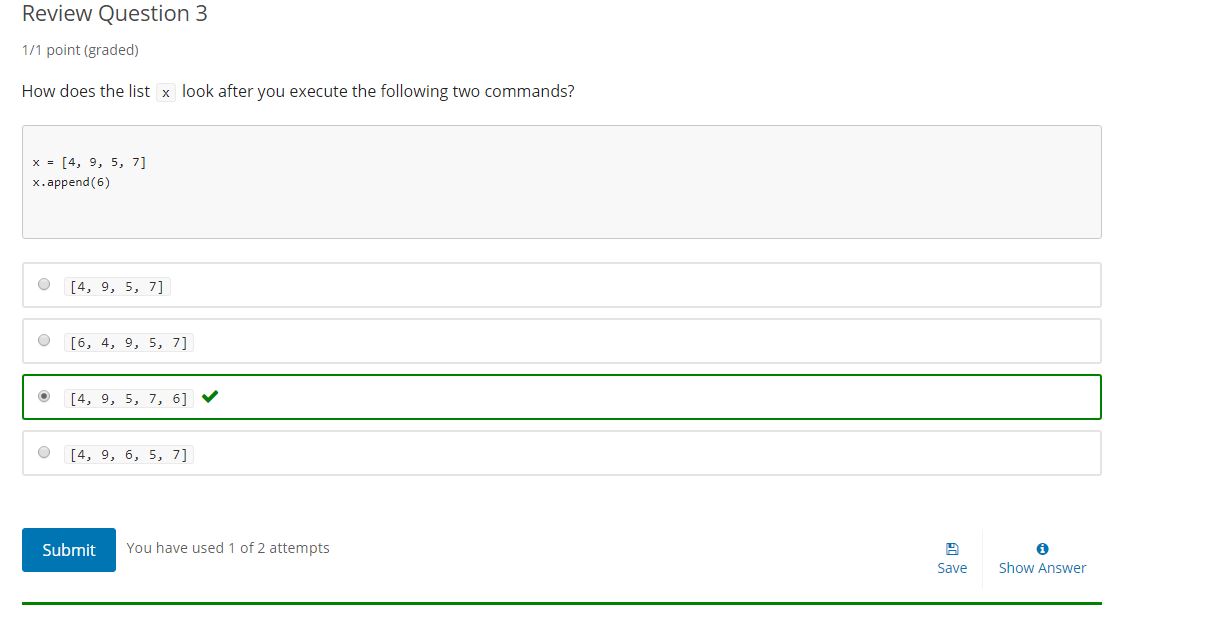 Review Question 3
1/1 point (graded)
How does the list x look after you execute the following two commands?
x = [4, 9, 5, 7]
x.append(6)
[4, 9, 5, 7]
[6, 4, 9, 5, 7]
[4, 9, 5, 7, 6]
[4, 9, 6, 5, 7]
Submit You have used 1 of 2 attempts
Save Show Answer